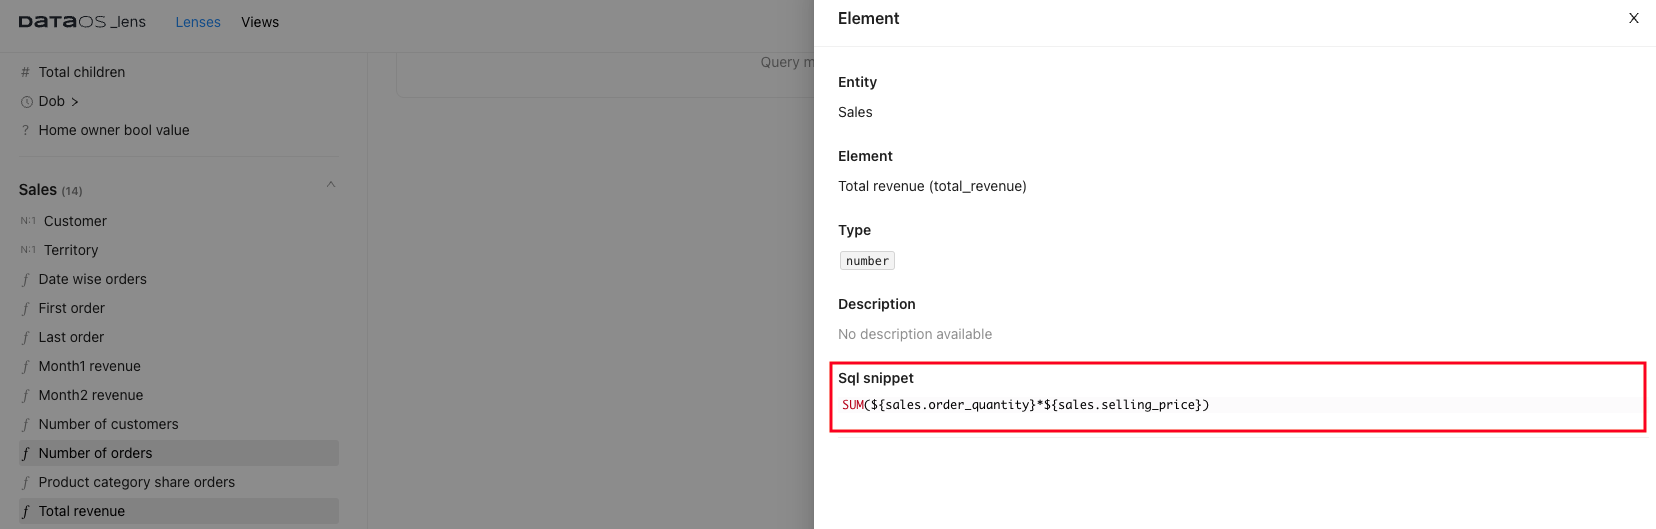 DATAOS_lens
Lenses
Views
# Total children
Dob >
? Home owner bool value
Sales (14)
N:1 Customer
N:1 Territory
ƒ Date wise orders
ƒ First order
ƒ Last order
ƒ Month1 revenue
ƒ Month2 revenue
ƒ Number of customers
ƒ Number of orders
ƒ Product category share orders
ƒ Total revenue
Query m
Element
X
Entity
Sales
Element
Total revenue (total_revenue)
Type
number
Description
No description available
Sql snippet
SUM(${sales.order_quantity}*${sales.selling_price})